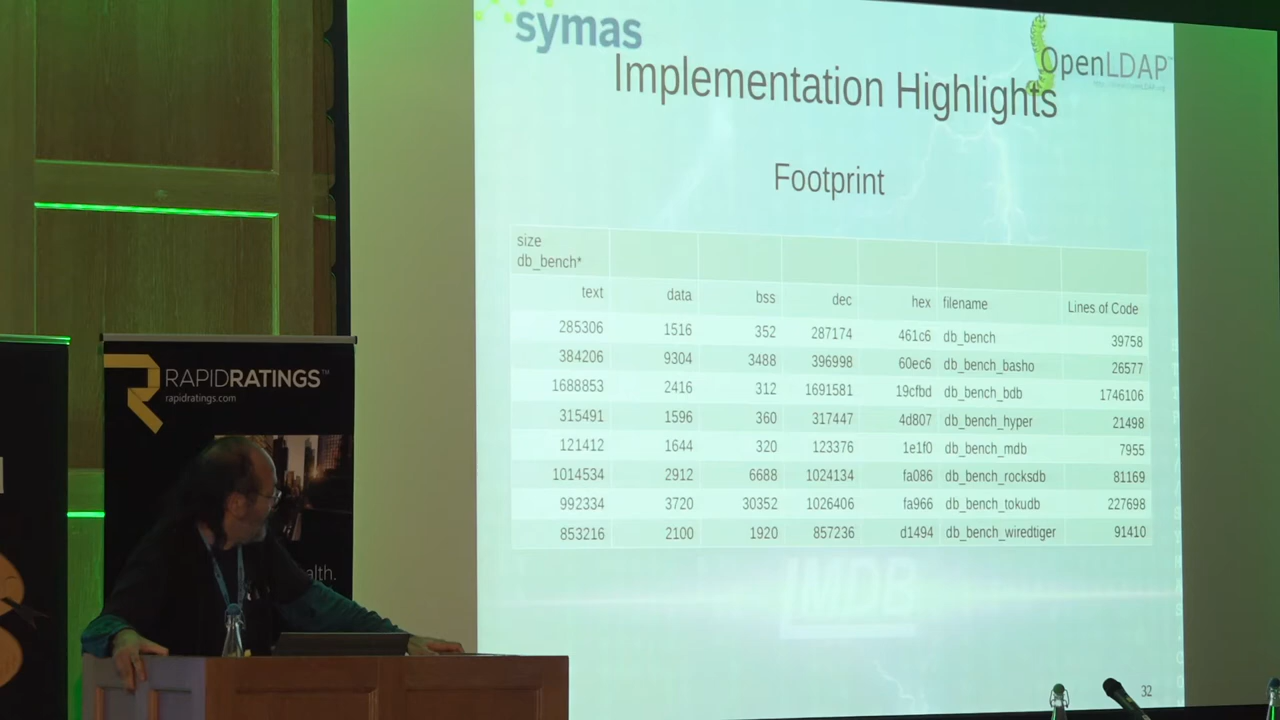 symas
OpenLDAP
Implementation Highlights
Footprint
size
db_bench*
text data bss dec hex filename Lines of Code
285306 1516 352 287174 461c6 db_bench 39758
384206 9304 3488 396998 60ec6 db_bench_basho 26577
1688853 2416 312 1691581 19cfbd db_bench_bdb 1746106
315491 1596 360 317447 4d807 db_bench_hyper 21498
121412 1644 320 123376 1e1f0 db_bench_mdb 7955
1014534 2912 6688 1024134 fa086 db_bench_rocksdb 81169
992334 3720 30352 1026406 fa966 db_bench_tokudb 227698
853216 2100 1920 857236 d1494 db_bench_wiredtiger 91410
LMDB
32
RAPIDRATINGS™
rapidratings.com
alth.